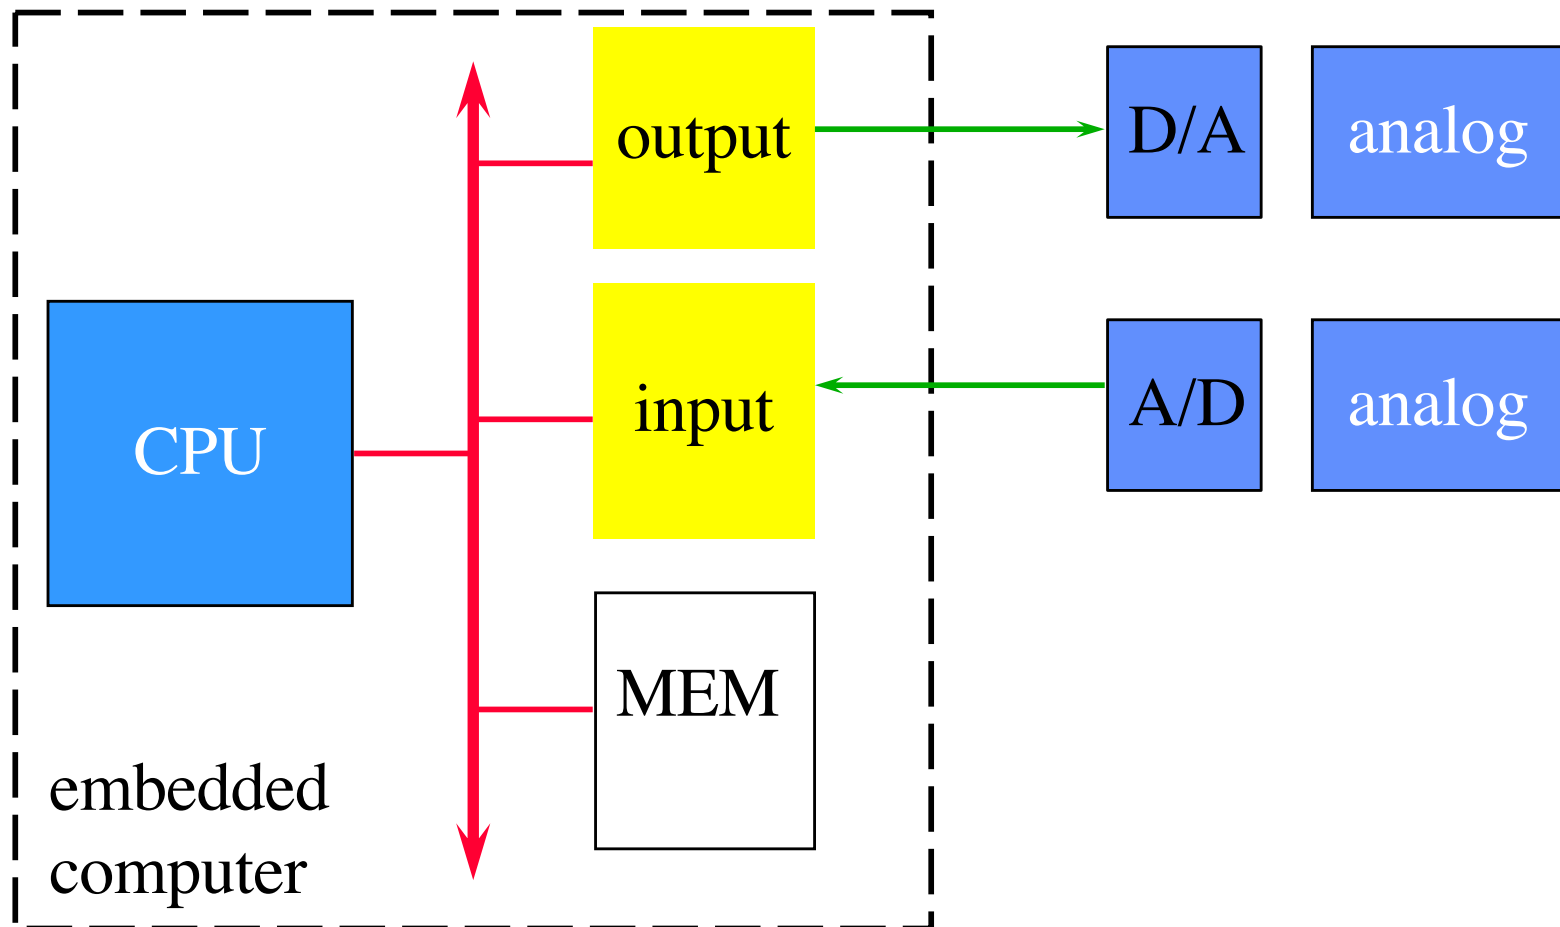 output
D/A
analog
input
A/D
analog
CPU
MEM
embedded
computer